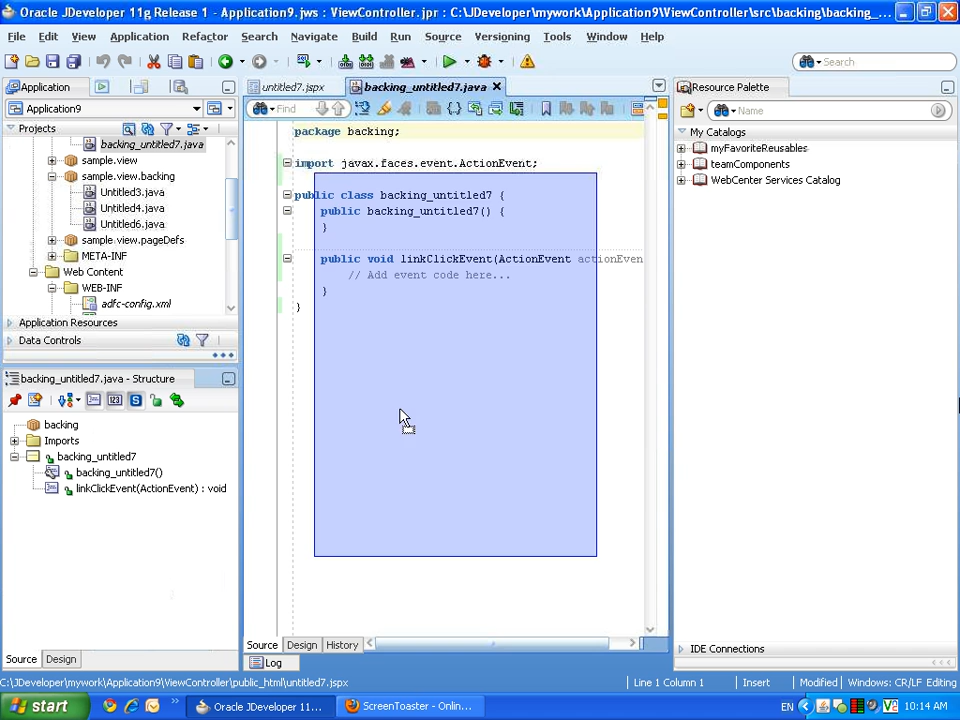 Oracle JDeveloper 11g Release 1 - Application9.jws : ViewController.jpr : C:\JDeveloper\mywork\Application9\ViewController\src\backing\backing_...
File Edit View Application Refactor Search Navigate Build Run Source Versioning Tools Window Help
Search
Application
untitled7.jspx
backing_untitled7.java
Resource Palette
Application9
Find
Name
Projects
My Catalogs
myFavoriteReusables
teamComponents
WebCenter Services Catalog
backing_untitled7.java
sample.view
sample.view.backing
Untitled3.java
Untitled4.java
Untitled6.java
sample.view.pageDefs
META-INF
Web Content
WEB-INF
adfc-config.xml
Application Resources
Data Controls
package backing;
import javax.faces.event.ActionEvent;
public class backing_untitled7 {
public backing_untitled7() {
}
public void linkClickEvent(ActionEvent actionEven
// Add event code here...
}
}
backing_untitled7.java - Structure
backing
Imports
backing_untitled7
backing_untitled7()
linkClickEvent(ActionEvent) : void
Source Design
Source Design History
Log
IDE Connections
C:\JDeveloper\mywork\Application9\ViewController\public_html\untitled7.jspx
Line 1 Column 1
Insert
Modified
Windows: CR/LF Editing
start
Oracle JDeveloper 11...
ScreenToaster - Onlin...
EN
10:14 AM